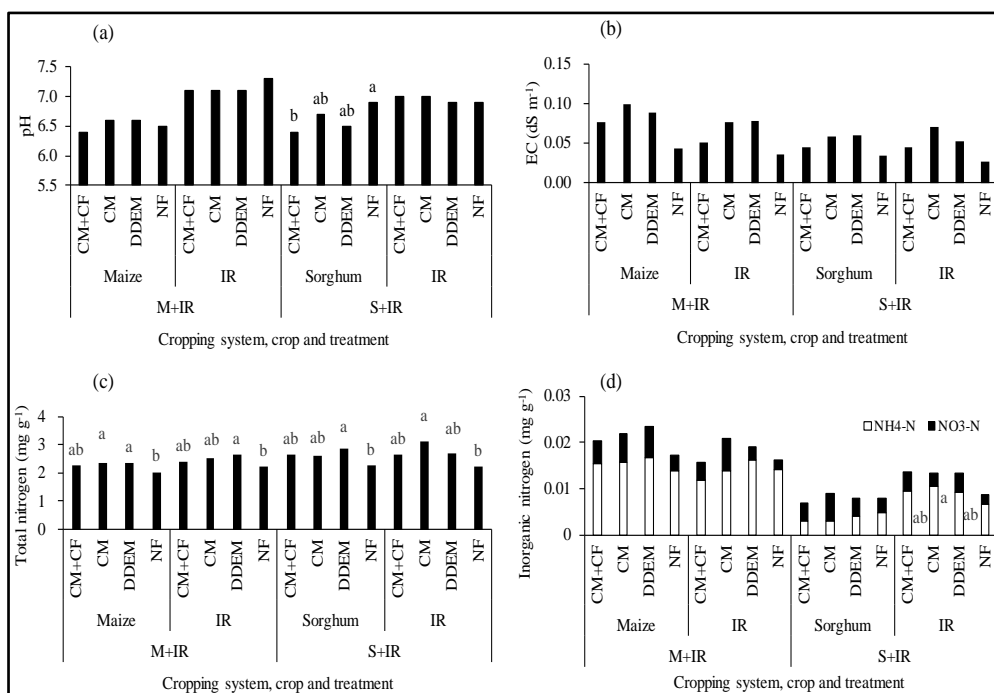 (a)
7.5
7.0
6.5
6.0
5.5
pH
b
ab
ab
a
CM+CF
CM
DDEM
NF
CM+CF
CM
DDEM
NF
CM+CF
CM
DDEM
NF
CM+CF
CM
DDEM
NF
Maize
IR
Sorghum
IR
M+IR
S+IR
Cropping system, crop and treatment
(b)
0.15
0.10
0.05
0.00
EC (dS m-1)
CM+CF
CM
DDEM
NF
CM+CF
CM
DDEM
NF
CM+CF
CM
DDEM
NF
CM+CF
CM
DDEM
NF
Maize
IR
Sorghum
IR
M+IR
S+IR
Cropping system, crop and treatment
(c)
4
3
2
1
0
Total nitrogen (mg g-1)
ab
a
a
b
ab
ab
a
b
ab
ab
a
b
ab
a
ab
b
CM+CF
CM
DDEM
NF
CM+CF
CM
DDEM
NF
CM+CF
CM
DDEM
NF
CM+CF
CM
DDEM
NF
Maize
IR
Sorghum
IR
M+IR
S+IR
Cropping system, crop and treatment
(d)
0.03
0.02
0.01
0
Inorganic nitrogen (mg g-1)
NH4-N
NO3-N
ab
a
ab
CM+CF
CM
DDEM
NF
CM+CF
CM
DDEM
NF
CM+CF
CM
DDEM
NF
CM+CF
CM
DDEM
NF
Maize
IR
Sorghum
IR
M+IR
S+IR
Cropping system, crop and treatment